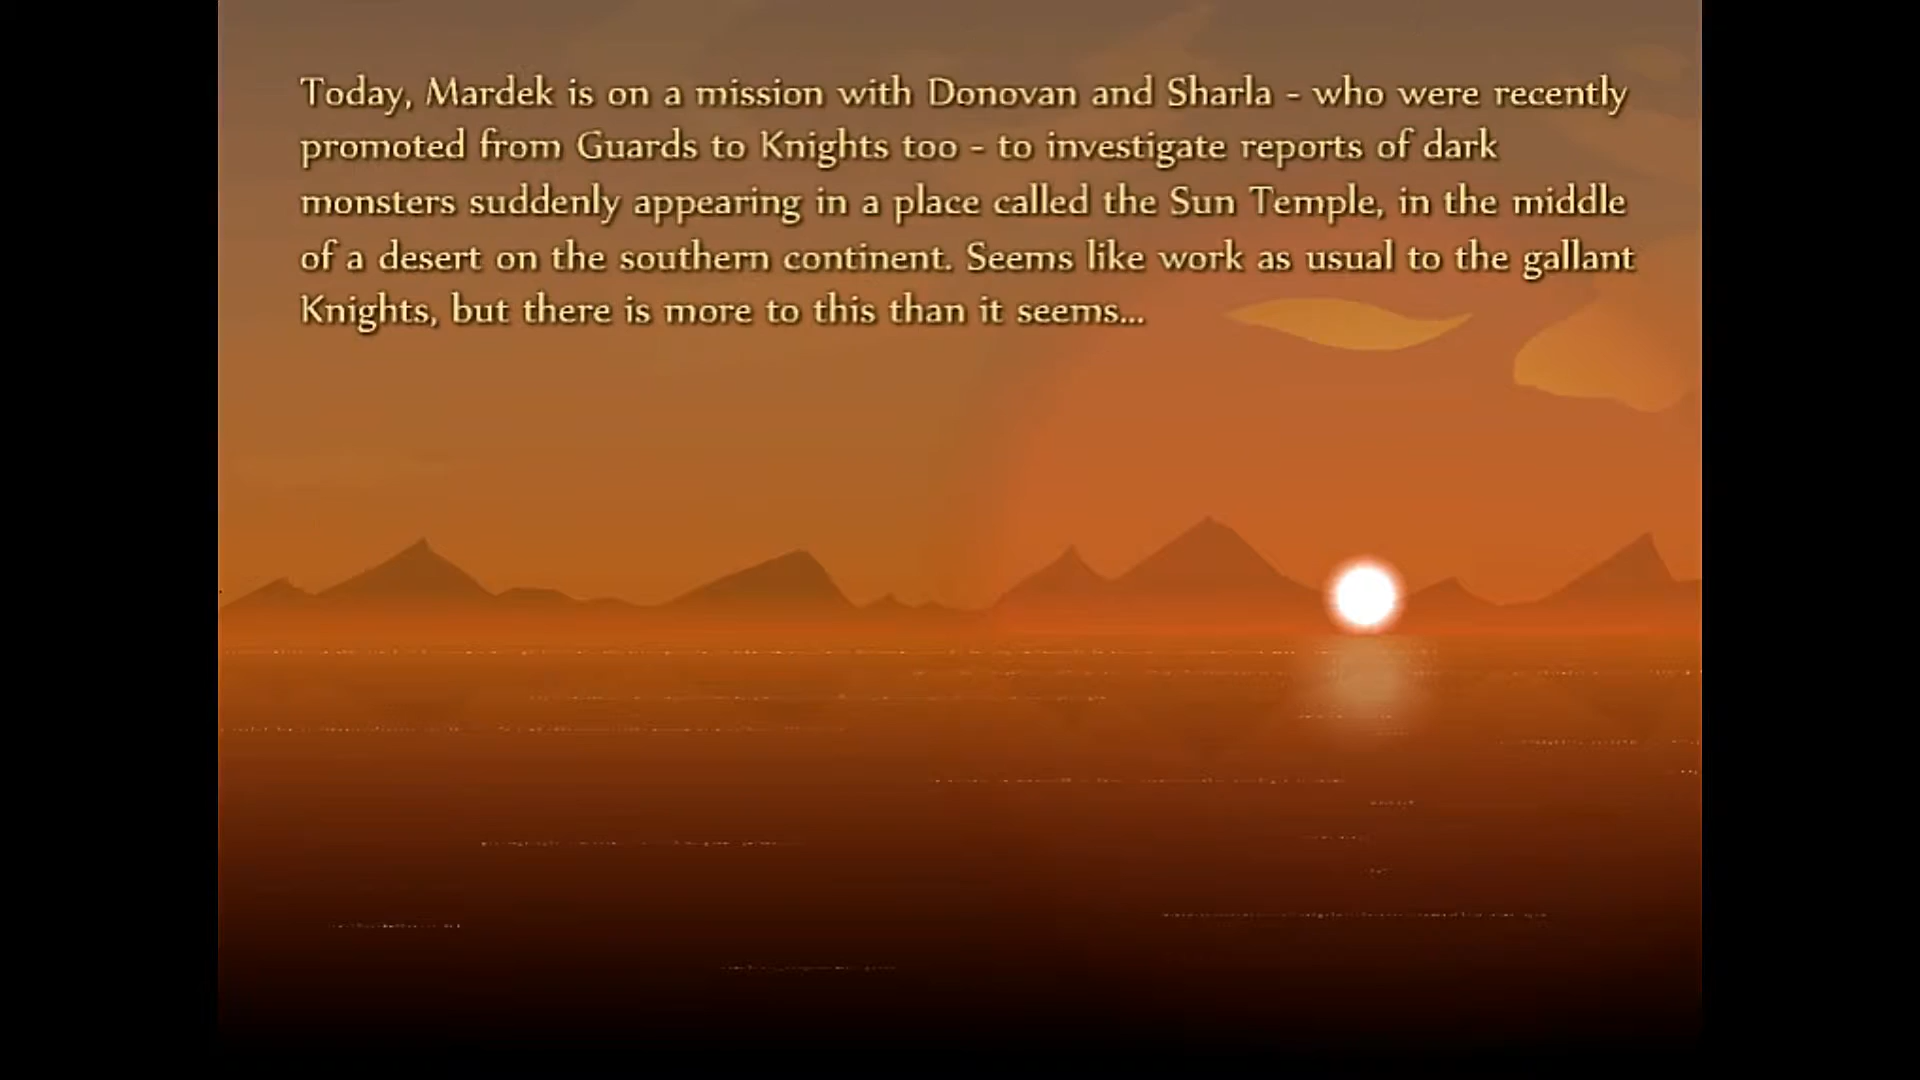 Today, Mardek is on a mission with Donovan and Sharla - who were recently
promoted from Guards to Knights too - to investigate reports of dark
monsters suddenly appearing in a place called the Sun Temple, in the middle
of a desert on the southern continent. Seems like work as usual to the gallant
Knights, but there is more to this than it seems...